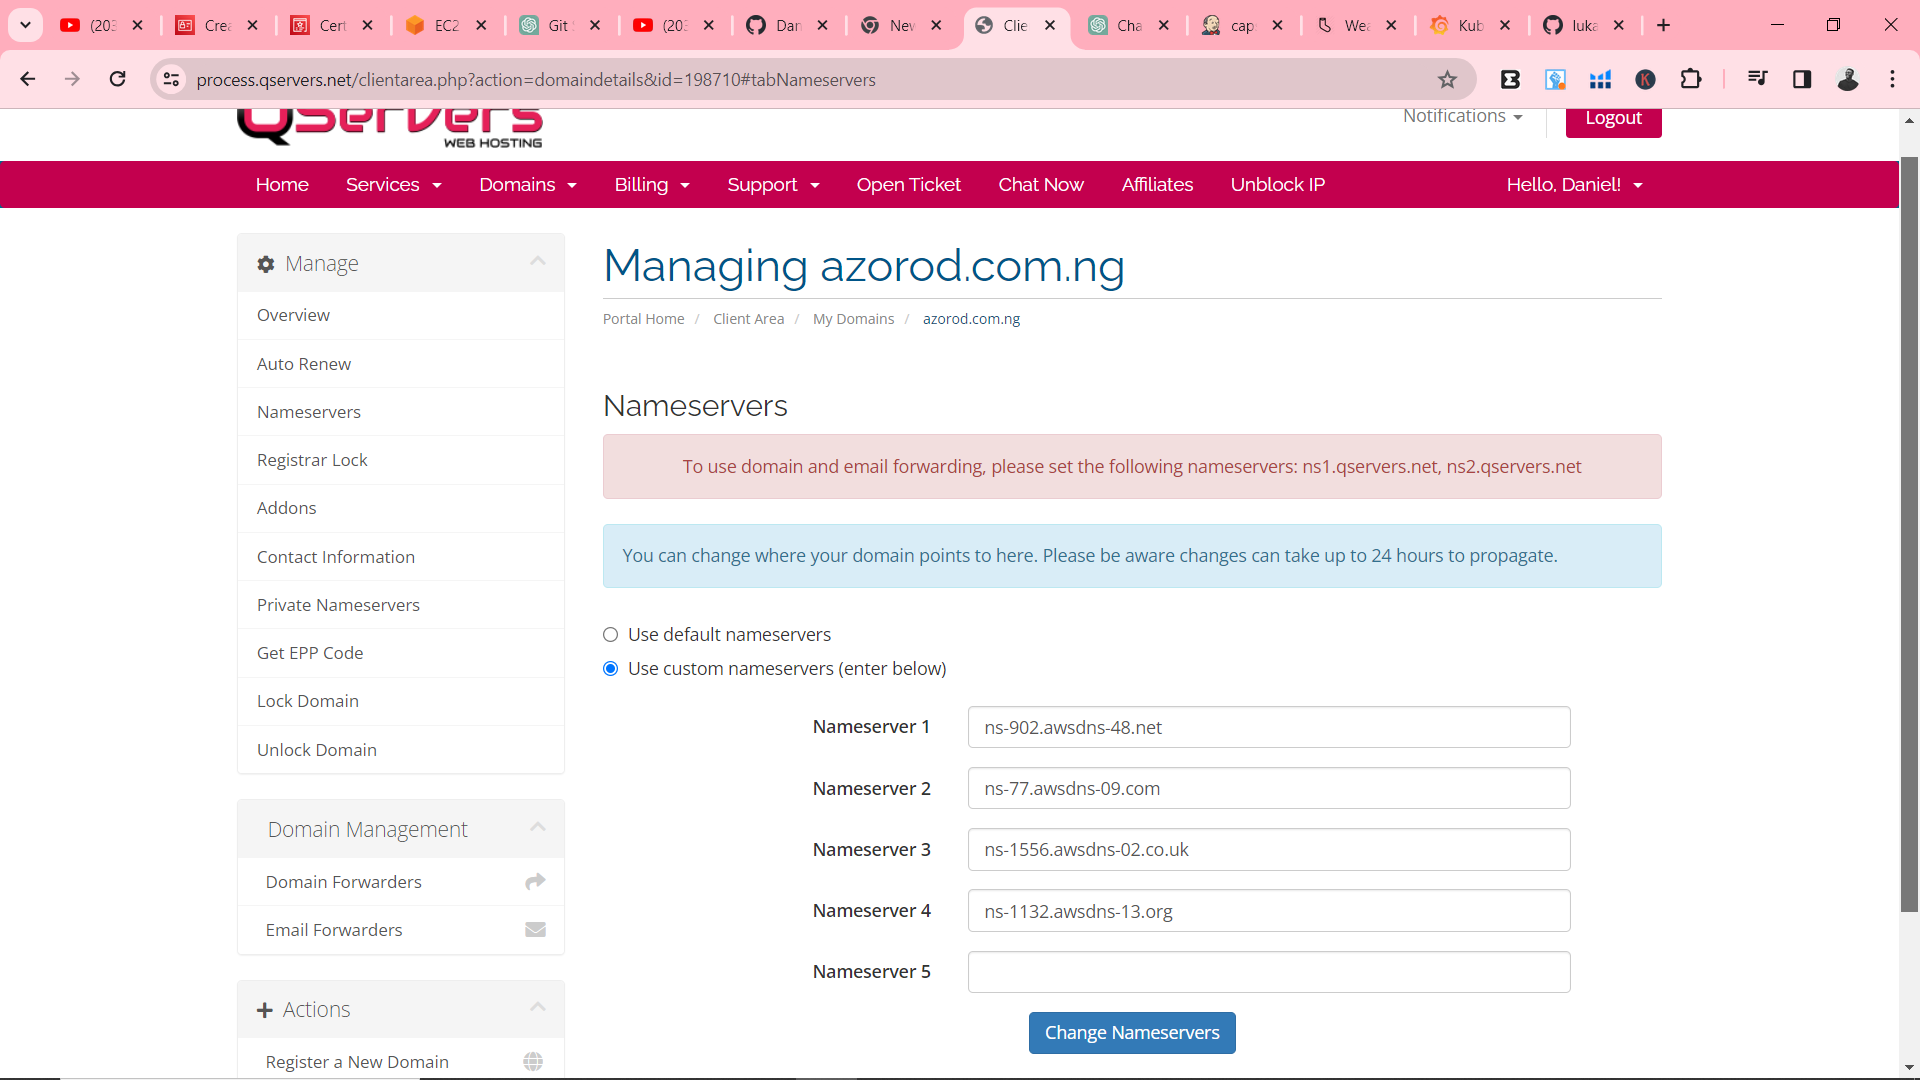 (203
Crea
Cert
EC2
Git
(203
Dan
New
Clie
Cha
cap
Wea
Kub
luka
process.qservers.net/clientarea.php?action=domaindetails&id=198710#tabNameservers
QServers
WEB HOSTING
Notifications
Logout
Home
Services
Domains
Billing
Support
Open Ticket
Chat Now
Affiliates
Unblock IP
Hello, Daniel!
Manage
Overview
Auto Renew
Nameservers
Registrar Lock
Addons
Contact Information
Private Nameservers
Get EPP Code
Lock Domain
Unlock Domain
Domain Management
Domain Forwarders
Email Forwarders
Actions
Register a New Domain
Managing azorod.com.ng
Portal Home / Client Area / My Domains / azorod.com.ng
Nameservers
To use domain and email forwarding, please set the following nameservers: ns1.qservers.net, ns2.qservers.net
You can change where your domain points to here. Please be aware changes can take up to 24 hours to propagate.
Use default nameservers
Use custom nameservers (enter below)
Nameserver 1 ns-902.awsdns-48.net
Nameserver 2 ns-77.awsdns-09.com
Nameserver 3 ns-1556.awsdns-02.co.uk
Nameserver 4 ns-1132.awsdns-13.org
Nameserver 5
Change Nameservers